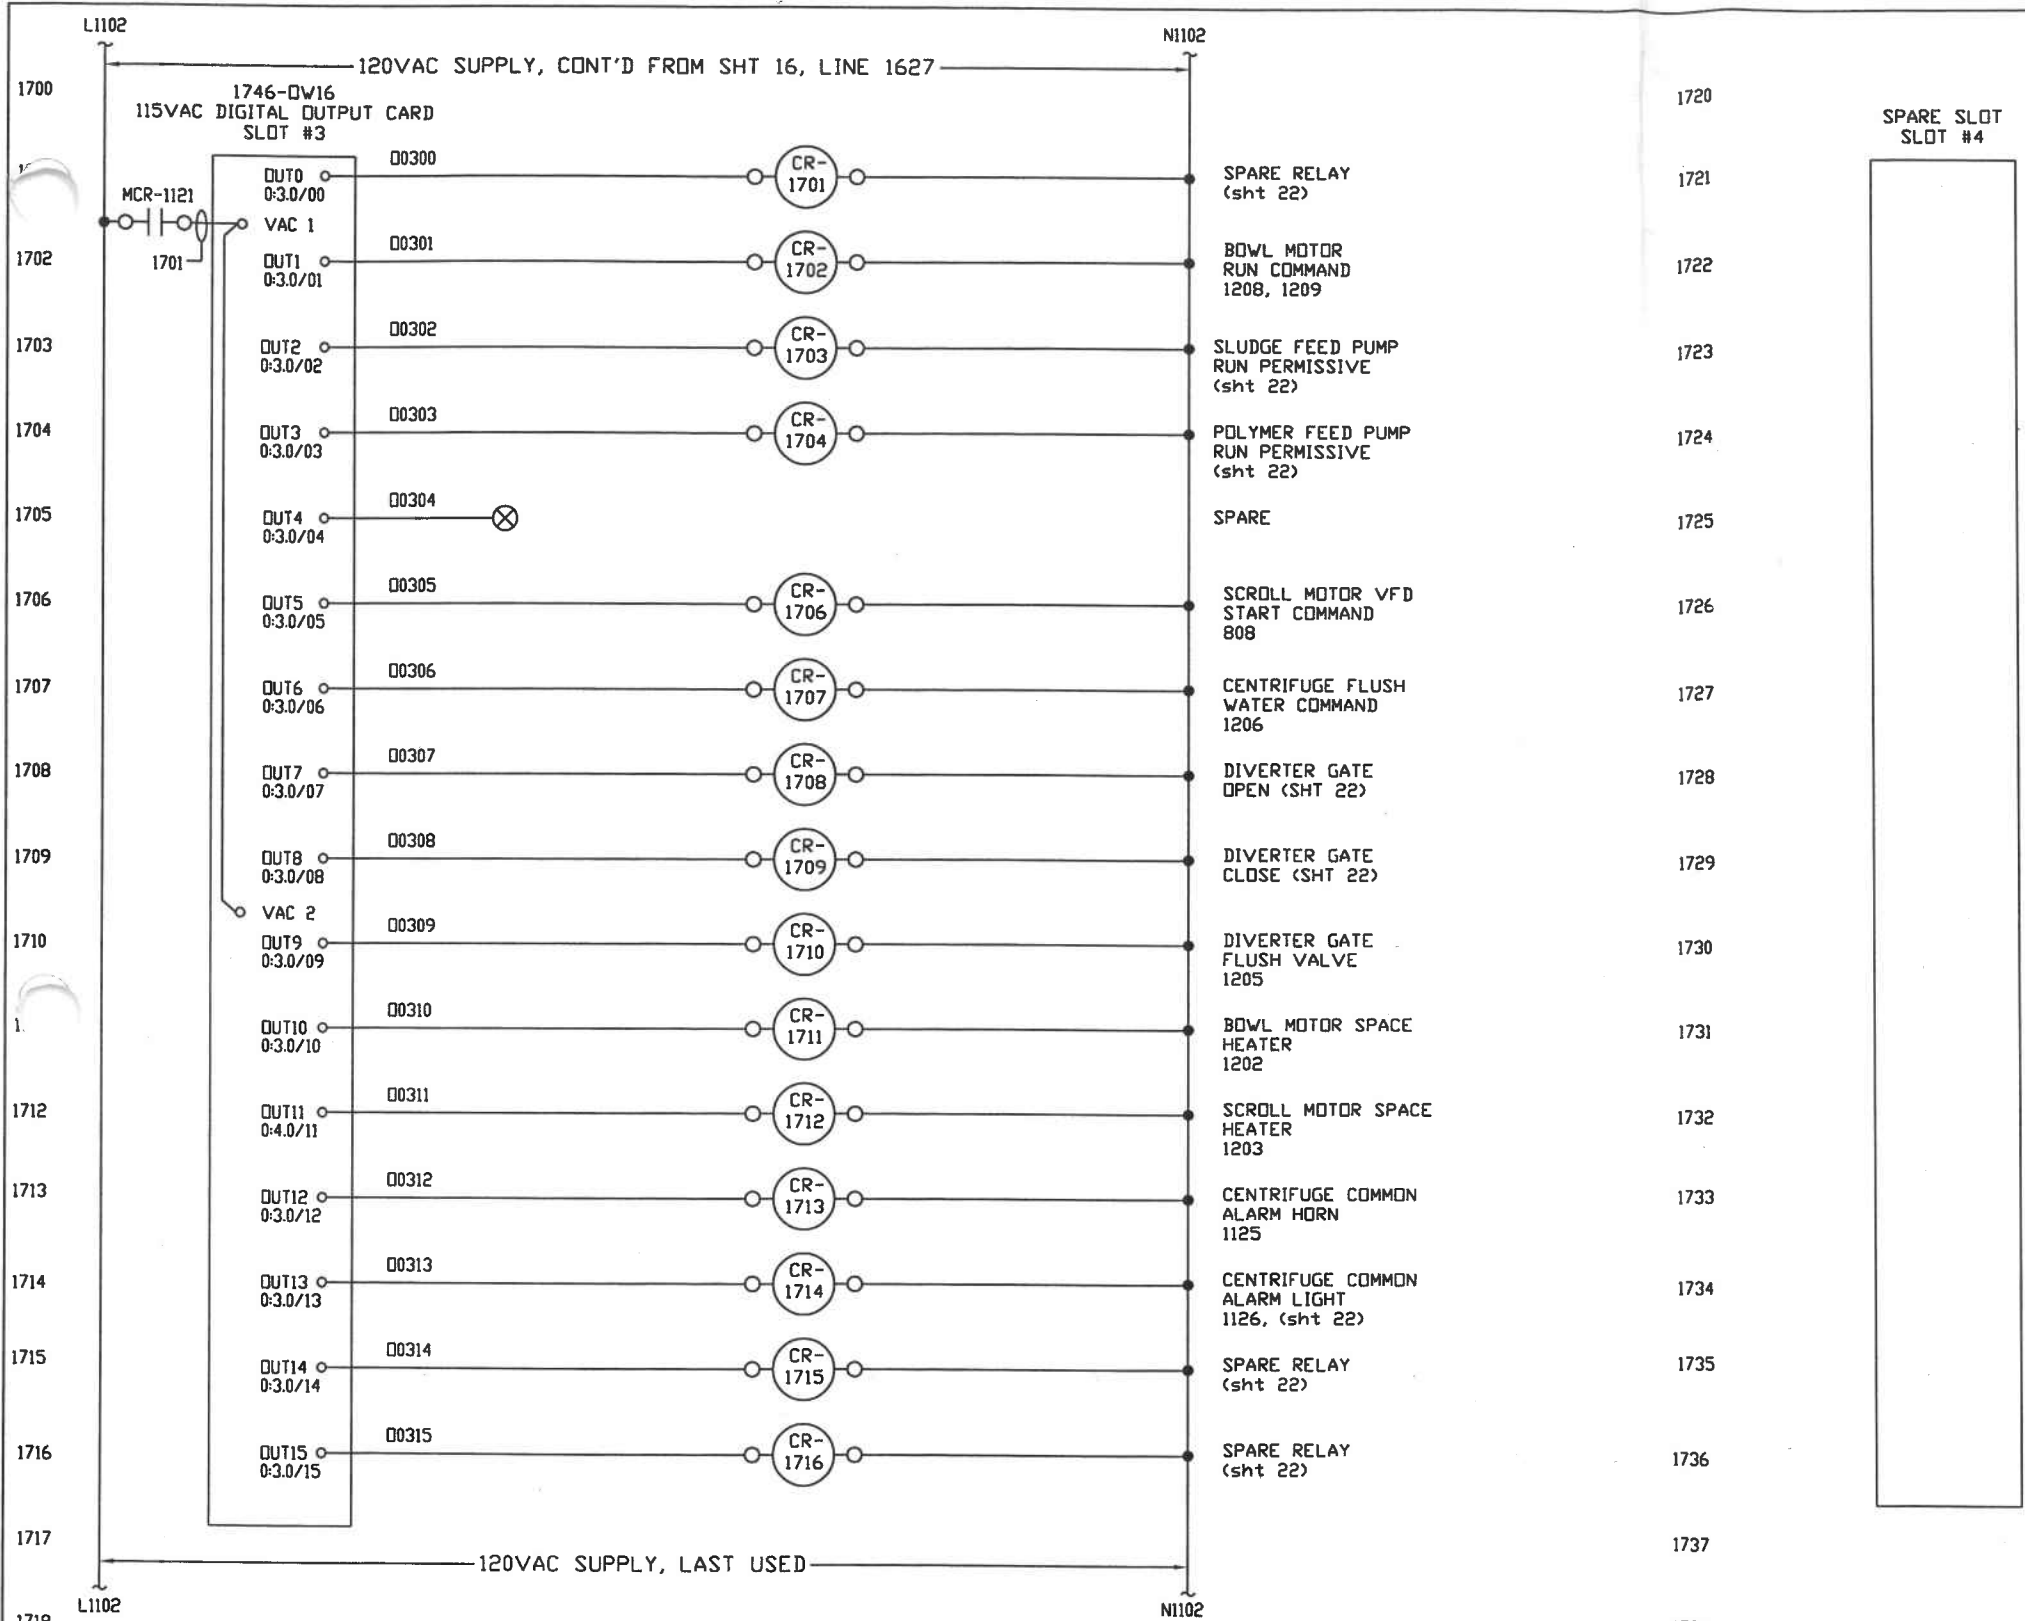 L1102
N1102
120VAC SUPPLY, CONT'D FROM SHT 16, LINE 1627
1700
1746-OW16
115VAC DIGITAL OUTPUT CARD
SLOT #3
1720
SPARE SLOT
SLOT #4
OUT0
O:3.0/00
O0300
CR-
1701
SPARE RELAY
(sht 22)
1721
MCR-1121
VAC 1
1701
1702
OUT1
O:3.0/01
O0301
CR-
1702
BOWL MOTOR
RUN COMMAND
1208, 1209
1722
1703
OUT2
O:3.0/02
O0302
CR-
1703
SLUDGE FEED PUMP
RUN PERMISSIVE
(sht 22)
1723
1704
OUT3
O:3.0/03
O0303
CR-
1704
POLYMER FEED PUMP
RUN PERMISSIVE
(sht 22)
1724
1705
OUT4
O:3.0/04
O0304
SPARE
1725
1706
OUT5
O:3.0/05
O0305
CR-
1706
SCROLL MOTOR VFD
START COMMAND
808
1726
1707
OUT6
O:3.0/06
O0306
CR-
1707
CENTRIFUGE FLUSH
WATER COMMAND
1206
1727
1708
OUT7
O:3.0/07
O0307
CR-
1708
DIVERTER GATE
OPEN (SHT 22)
1728
1709
OUT8
O:3.0/08
O0308
CR-
1709
DIVERTER GATE
CLOSE (SHT 22)
1729
VAC 2
1710
OUT9
O:3.0/09
O0309
CR-
1710
DIVERTER GATE
FLUSH VALVE
1205
1730
OUT10
O:3.0/10
O0310
CR-
1711
BOWL MOTOR SPACE
HEATER
1202
1731
1712
OUT11
O:4.0/11
O0311
CR-
1712
SCROLL MOTOR SPACE
HEATER
1203
1732
1713
OUT12
O:3.0/12
O0312
CR-
1713
CENTRIFUGE COMMON
ALARM HORN
1125
1733
1714
OUT13
O:3.0/13
O0313
CR-
1714
CENTRIFUGE COMMON
ALARM LIGHT
1126, (sht 22)
1734
1715
OUT14
O:3.0/14
O0314
CR-
1715
SPARE RELAY
(sht 22)
1735
1716
OUT15
O:3.0/15
O0315
CR-
1716
SPARE RELAY
(sht 22)
1736
1717
1737
120VAC SUPPLY, LAST USED
L1102
N1102